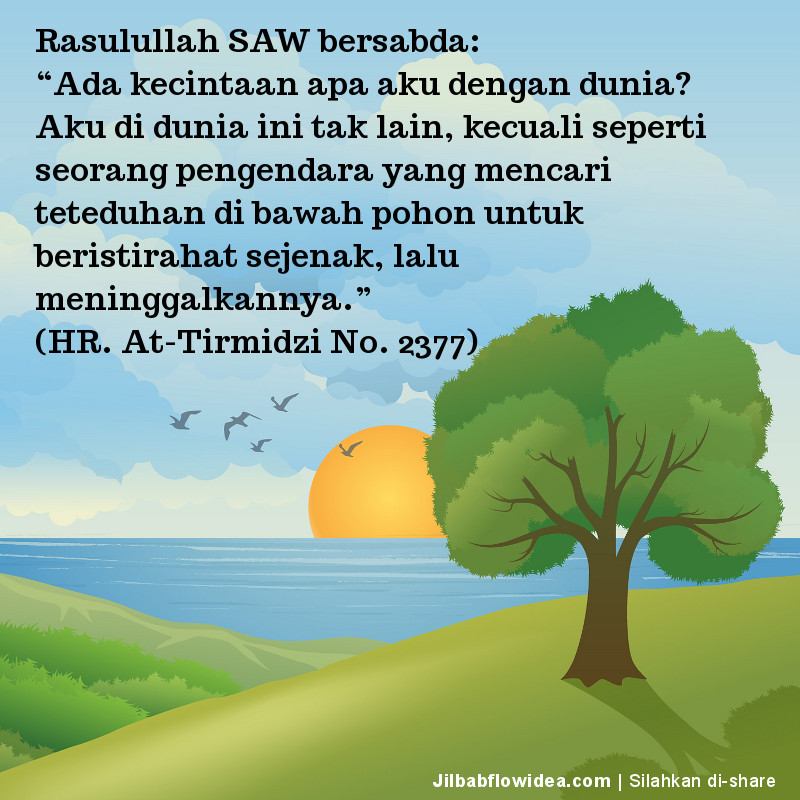 Rasulullah SAW bersabda:
“Ada kecintaan apa aku dengan dunia?
Aku di dunia ini tak lain, kecuali seperti
seorang pengendara yang mencari
teteduhan di bawah pohon untuk
beristirahat sejenak, lalu
meninggalkannya.”
(HR. At-Tirmidzi No. 2377)
Jilbabflowidea.com | Silahkan di-share